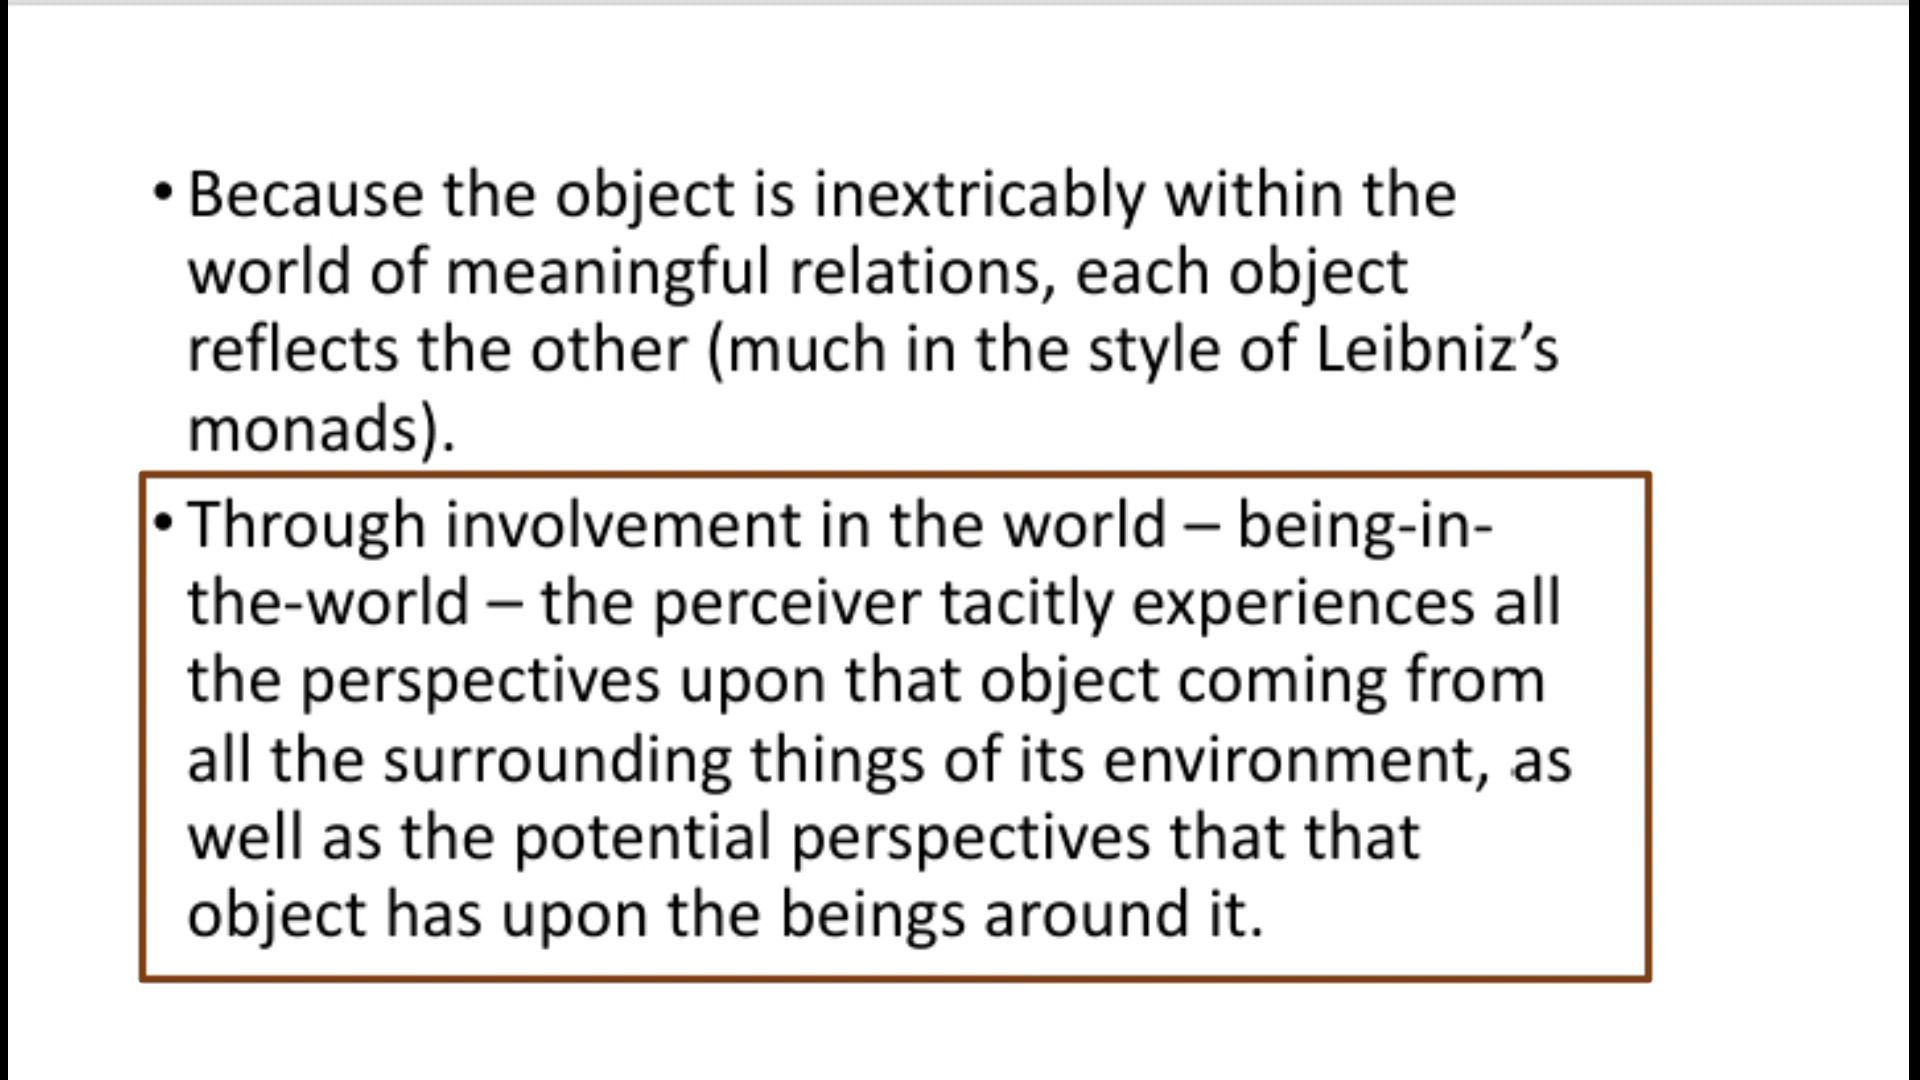 • Because the object is inextricably within the
world of meaningful relations, each object
reflects the other (much in the style of Leibniz’s
monads).
• Through involvement in the world – being-in-
the-world – the perceiver tacitly experiences all
the perspectives upon that object coming from
all the surrounding things of its environment, as
well as the potential perspectives that that
object has upon the beings around it.